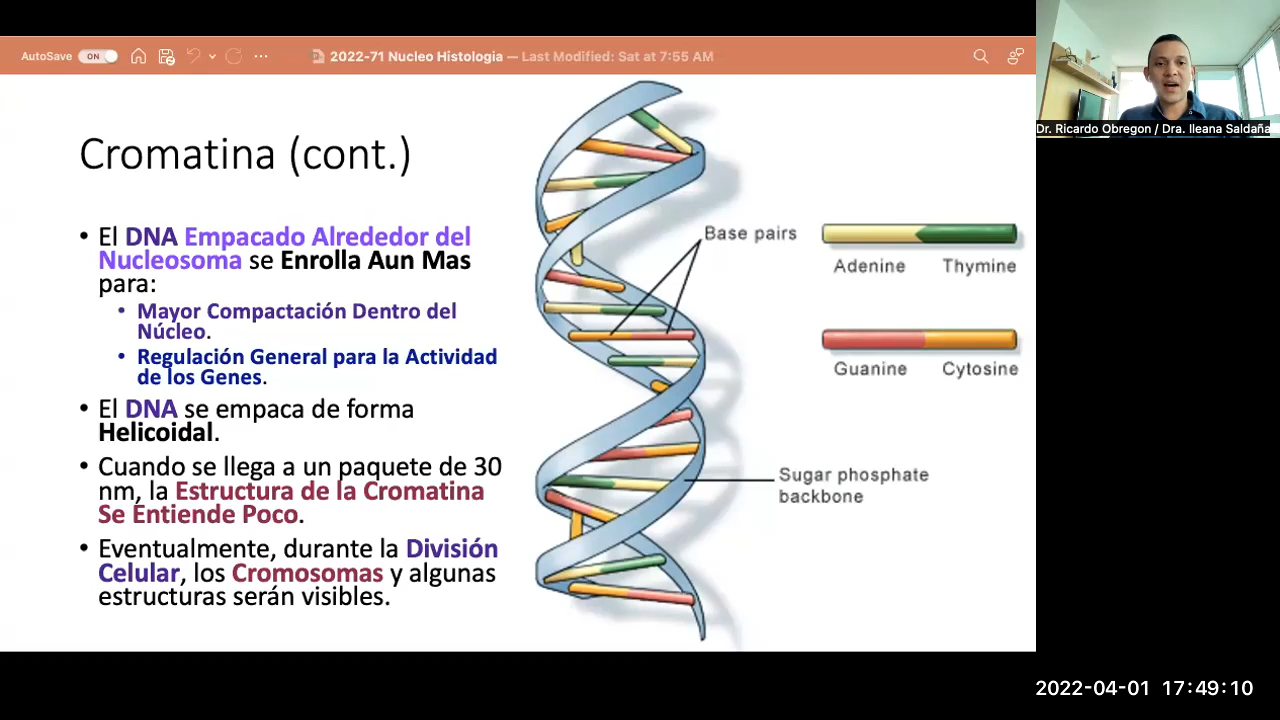 AutoSave ON ... 2022-71 Nucleo Histologia — Last Modified: Sat at 7:55 AM
Dr. Ricardo Obregon / Dra. Ileana Saldaña
Cromatina (cont.)
• El DNA Empacado Alrededor del
Nucleosoma se Enrolla Aun Mas
para:
• Mayor Compactación Dentro del
Núcleo.
• Regulación General para la Actividad
de los Genes.
• El DNA se empaca de forma
Helicoidal.
• Cuando se llega a un paquete de 30
nm, la Estructura de la Cromatina
Se Entiende Poco.
• Eventualmente, durante la División
Celular, los Cromosomas y algunas
estructuras serán visibles.
Base pairs
Adenine Thymine
Guanine Cytosine
Sugar phosphate
backbone
2022-04-01 17:49:10